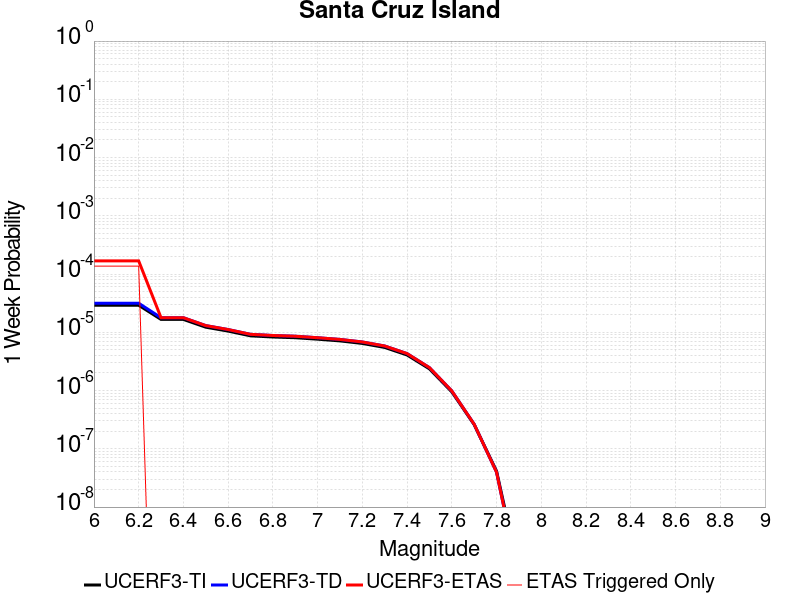 Santa Cruz Island
10^0
10^-1
10^-2
10^-3
10^-4
10^-5
10^-6
10^-7
10^-8
1 Week Probability
6 6.2 6.4 6.6 6.8 7 7.2 7.4 7.6 7.8 8 8.2 8.4 8.6 8.8 9
Magnitude
UCERF3-TI UCERF3-TD UCERF3-ETAS ETAS Triggered Only